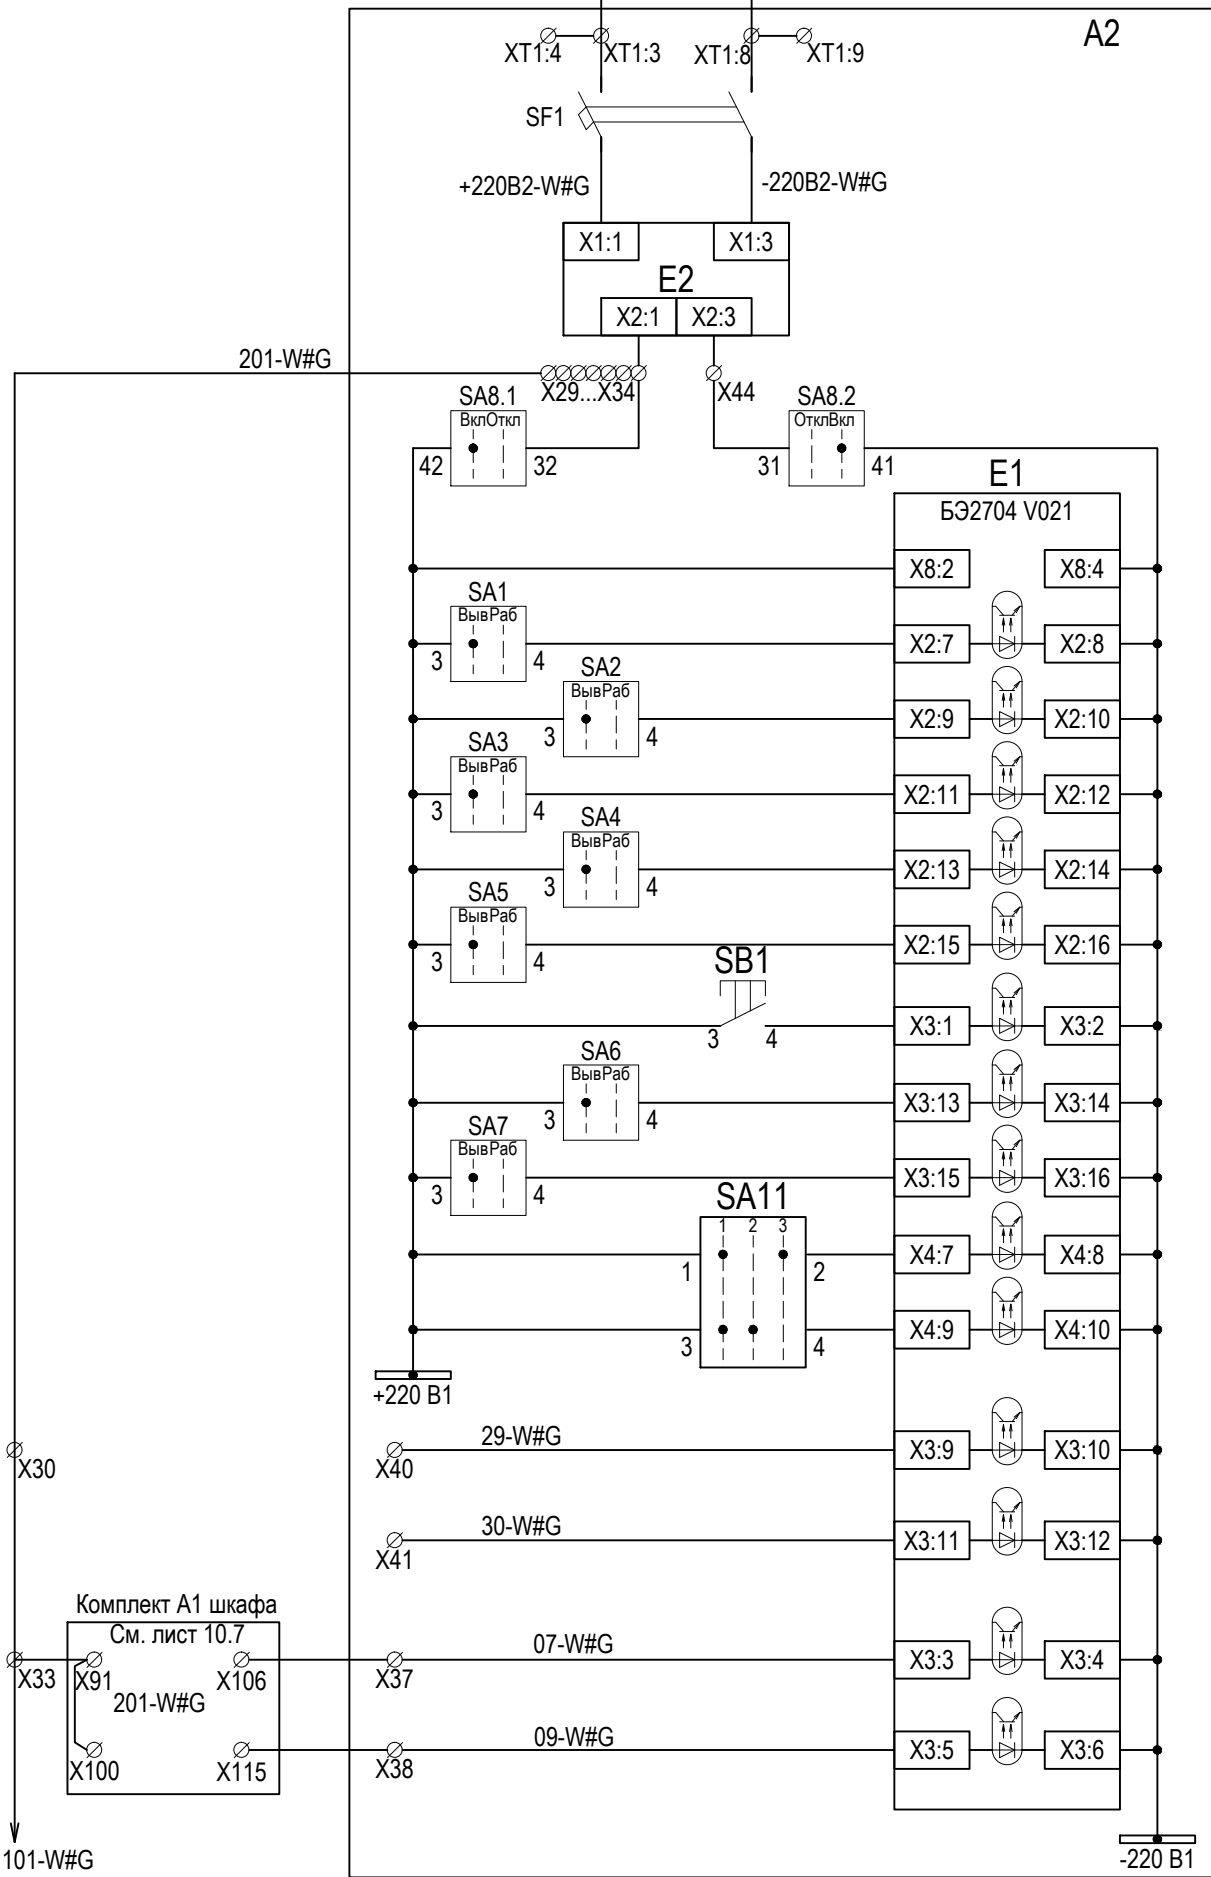 A2
XT1:4 XT1:3 XT1:8 XT1:9
SF1
+220В2-W#G -220В2-W#G
X1:1 X1:3
E2
X2:1 X2:3
201-W#G
X29...X34 X44
SA8.1 SA8.2
ВклОткл ОтклВкл
42 32 31 41
E1
БЭ2704 V021
X8:2 X8:4
SA1
ВывРаб
3 4 X2:7 X2:8
SA2
ВывРаб
3 4 X2:9 X2:10
SA3
ВывРаб
3 4 X2:11 X2:12
SA4
ВывРаб
3 4 X2:13 X2:14
SA5
ВывРаб
3 4 X2:15 X2:16
SB1
3 4 X3:1 X3:2
SA6
ВывРаб
3 4 X3:13 X3:14
SA7
ВывРаб
3 4 X3:15 X3:16
SA11
1 2 3
1 2 X4:7 X4:8
3 4 X4:9 X4:10
+220 В1
29-W#G
X30 X40 X3:9 X3:10
30-W#G
X41 X3:11 X3:12
Комплект А1 шкафа
См. лист 10.7
07-W#G
X33 X91 X106 X37 X3:3 X3:4
201-W#G
09-W#G
X100 X115 X38 X3:5 X3:6
101-W#G
-220 В1